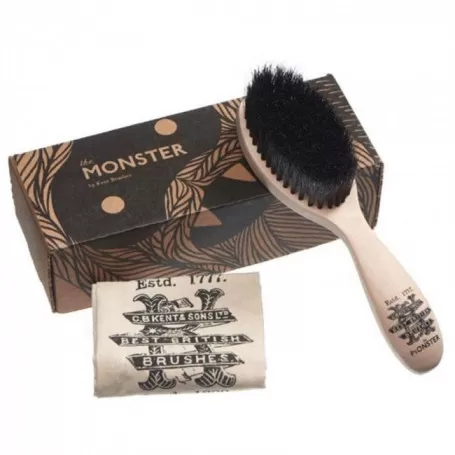 the
MONSTER
by Kent Brushes
Estd. 1777.
G.B.KENT & SONS LTD
BEST BRITISH
BRUSHES
Estd. 1777.
MONSTER